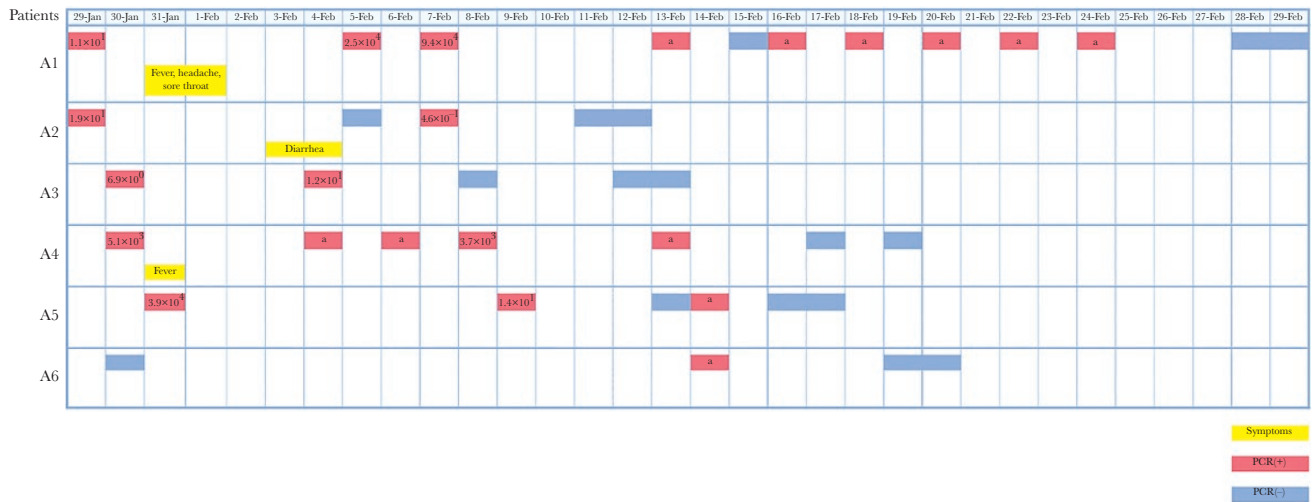 Patients 29-Jan 30-Jan 31-Jan 1-Feb 2-Feb 3-Feb 4-Feb 5-Feb 6-Feb 7-Feb 8-Feb 9-Feb 10-Feb 11-Feb 12-Feb 13-Feb 14-Feb 15-Feb 16-Feb 17-Feb 18-Feb 19-Feb 20-Feb 21-Feb 22-Feb 23-Feb 24-Feb 25-Feb 26-Feb 27-Feb 28-Feb 29-Feb
1.1×10¹ 2.5×10⁴ 9.4×10⁴ a a a a a a
A1
Fever, headache,
sore throat
1.9×10¹ 4.6×10⁻¹
A2
Diarrhea
6.9×10⁰ 1.2×10¹
A3
5.1×10³ a a 3.7×10³ a
A4
Fever
3.9×10⁴ 1.4×10¹ a
A5
a
A6
Symptoms
PCR(+)
PCR(–)